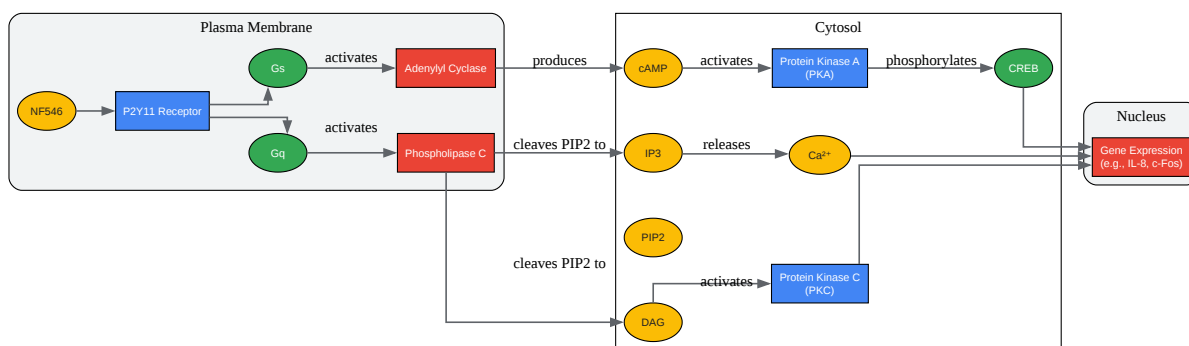 Plasma Membrane
Cytosol
Gs
activates
Adenylyl Cyclase
produces
cAMP
activates
Protein Kinase A
(PKA)
phosphorylates
CREB
NF546
P2Y11 Receptor
Nucleus
Gq
activates
Phospholipase C
cleaves PIP2 to
IP3
releases
Ca²⁺
Gene Expression
(e.g., IL-8, c-Fos)
PIP2
cleaves PIP2 to
activates
Protein Kinase C
(PKC)
DAG